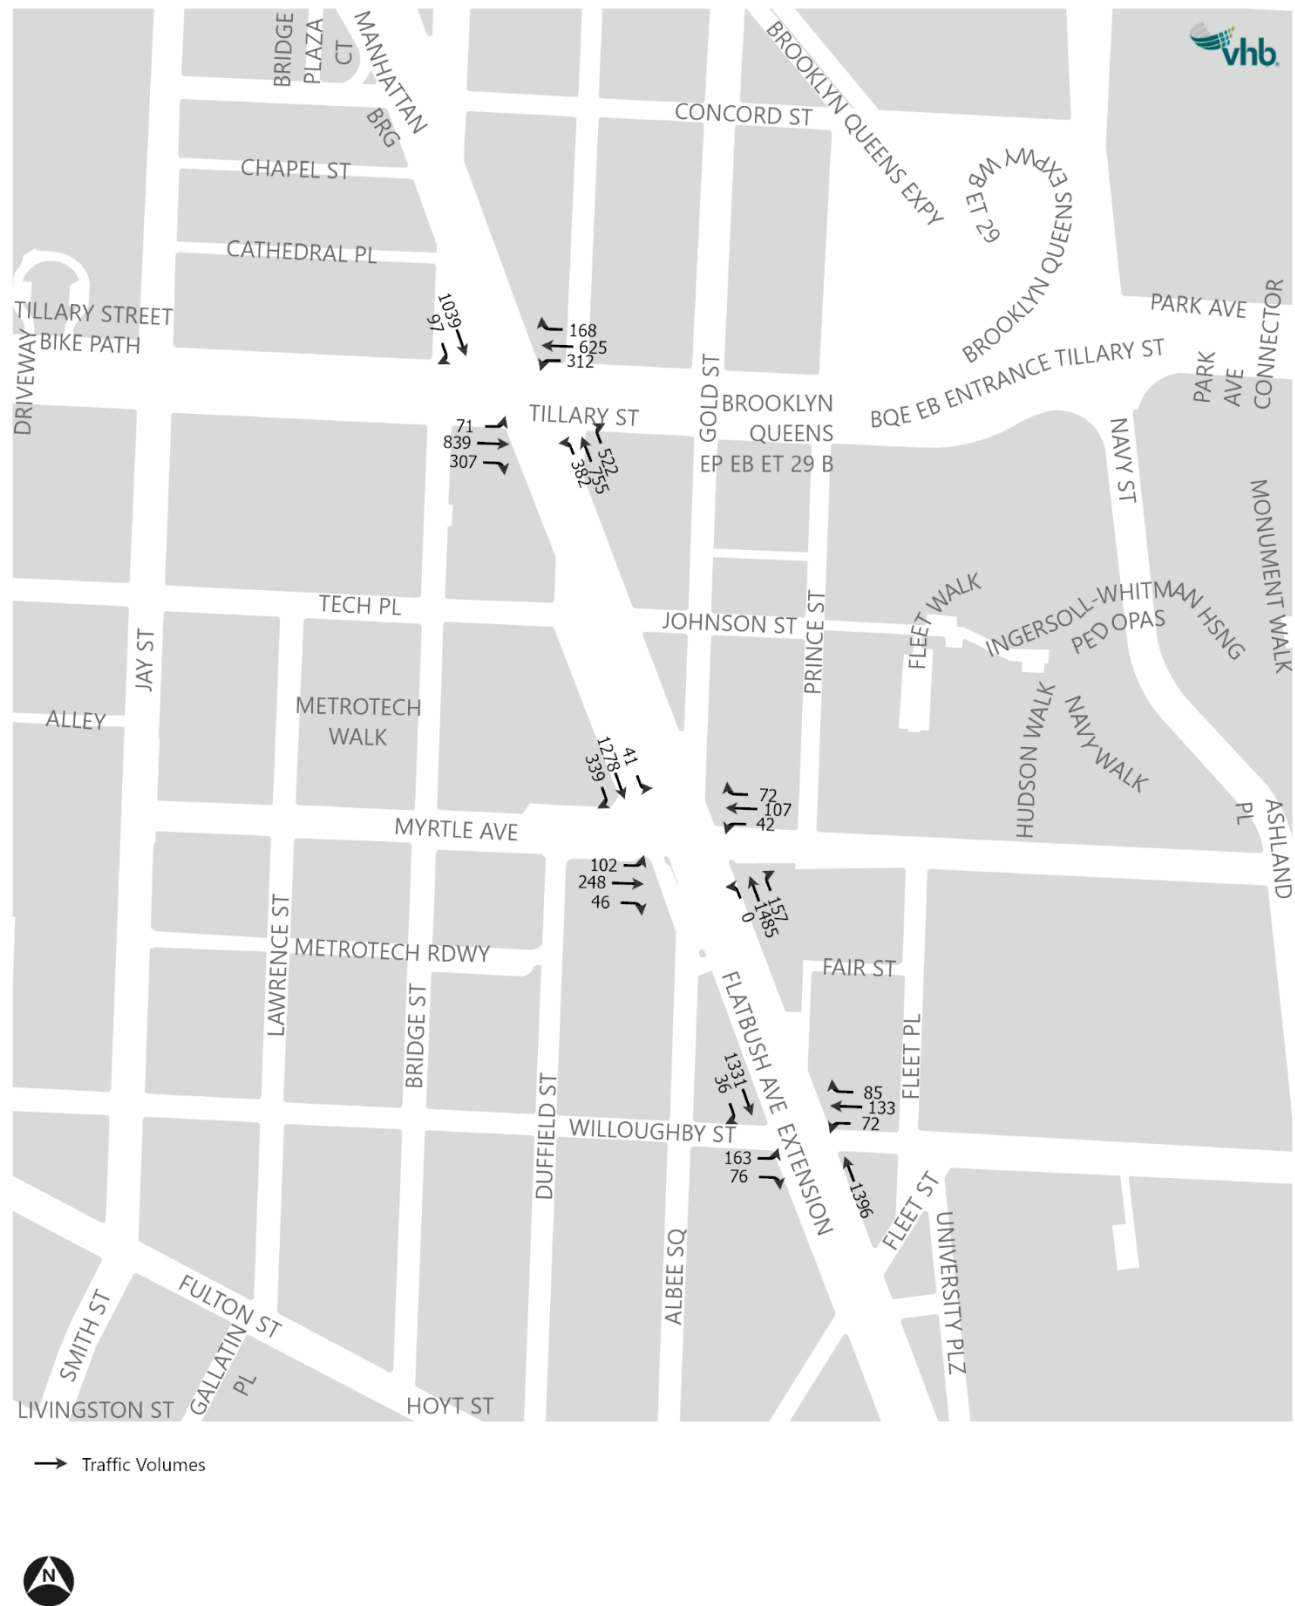 BRIDGE
PLAZA
CT
MANHATTAN
BRG
BROOKLYN QUEENS EXPY
vhb
CONCORD ST
CHAPEL ST
BROOKLYN QUEENS EXPWY WB
ET 29
CATHEDRAL PL
TILLARY STREET
BIKE PATH
DRIVEWAY
PARK AVE
PARK
AVE
CONNECTOR
1039
97
168
625
312
BQE EB ENTRANCE TILLARY ST
GOLD ST
TILLARY ST
BROOKLYN
QUEENS
EP EB ET 29 B
71
839
307
382
755
522
NAVY ST
MONUMENT WALK
TECH PL
JOHNSON ST
PRINCE ST
FLEET WALK
INGERSOLL-WHITMAN HSNG
PED OPAS
JAY ST
ALLEY
METROTECH
WALK
HUDSON WALK
NAVY WALK
339
1278
41
72
107
42
ASHLAND
PL
MYRTLE AVE
102
248
46
0
1485
157
LAWRENCE ST
METROTECH RDWY
FAIR ST
BRIDGE ST
FLATBUSH AVE EXTENSION
FLEET PL
1331
36
85
133
72
DUFFIELD ST
WILLOUGHBY ST
163
76
1396
FLEET ST
UNIVERSITY PLZ
ALBEE SQ
SMITH ST
FULTON ST
GALLATIN
PL
LIVINGSTON ST
HOYT ST
Traffic Volumes
N